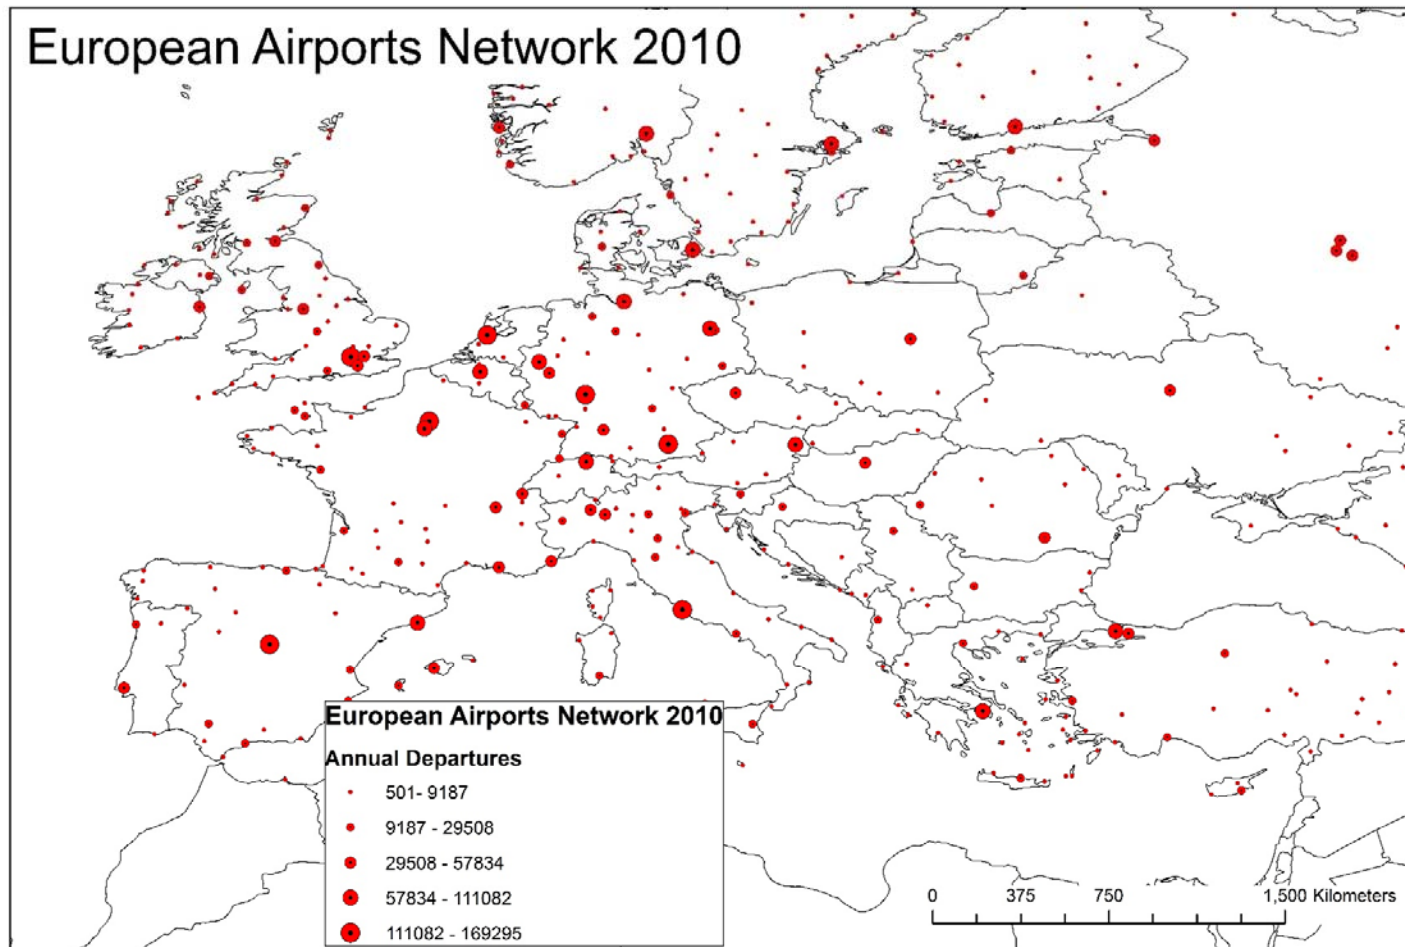 European Airports Network 2010
European Airports Network 2010
Annual Departures
501- 9187
9187 - 29508
29508 - 57834
57834 - 111082
111082 - 169295
0 375 750 1,500 Kilometers